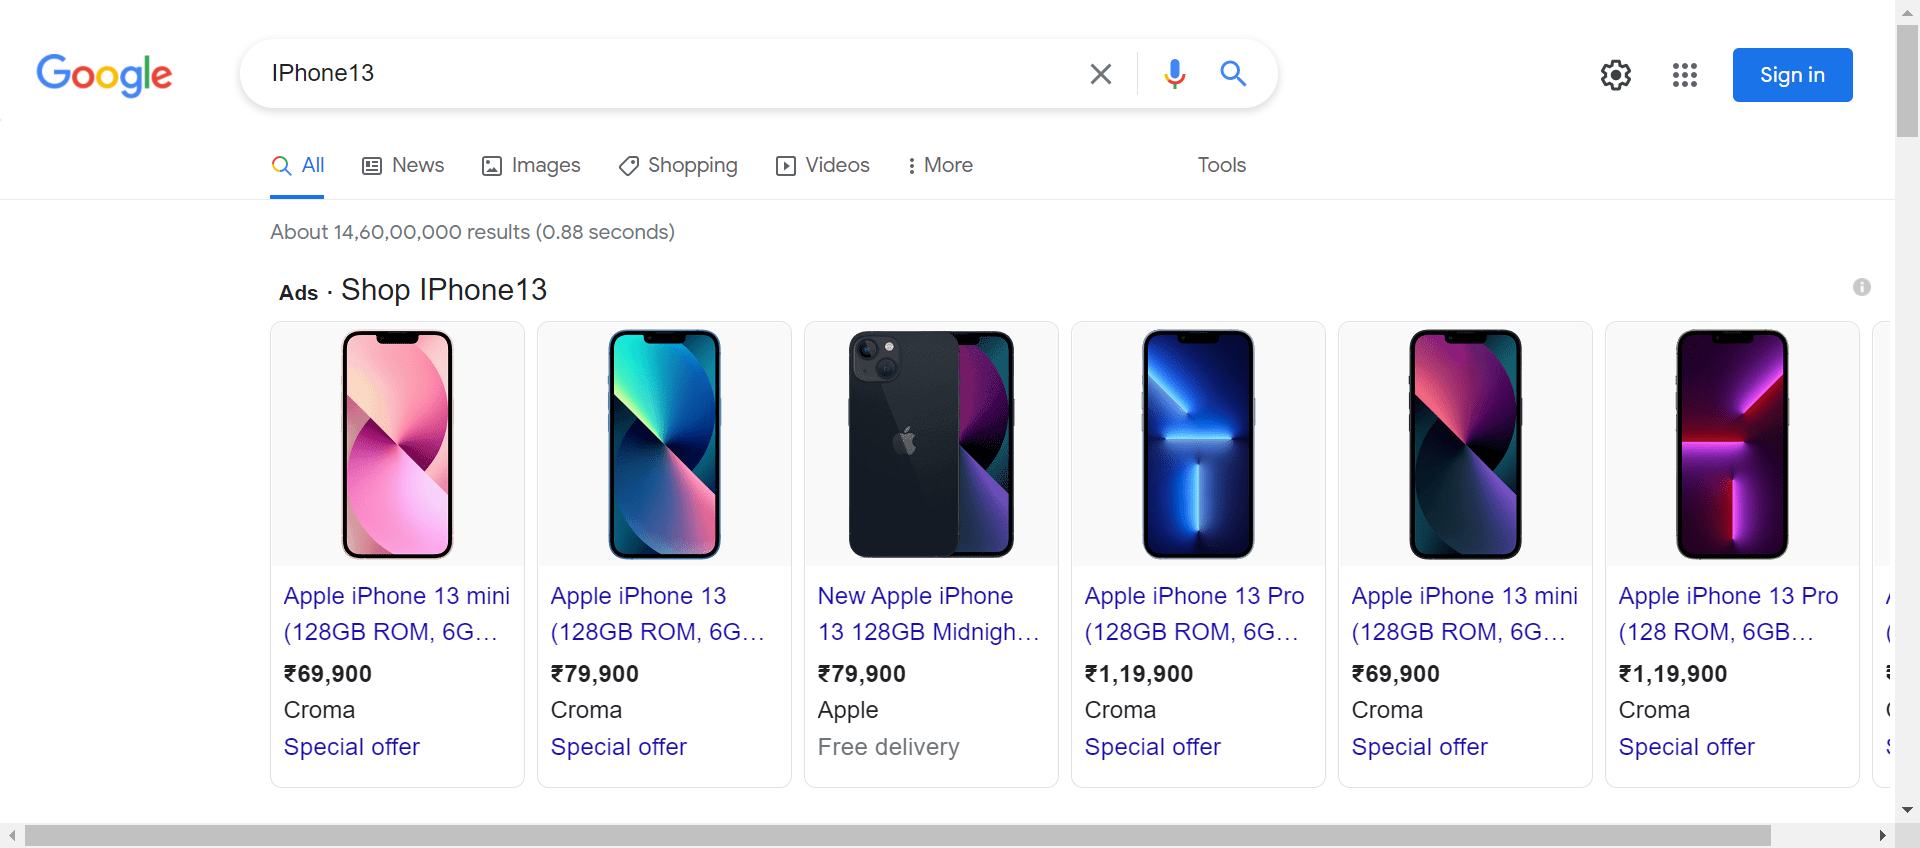 Google
IPhone13
Sign in
All
News
Images
Shopping
Videos
More
Tools
About 14,60,00,000 results (0.88 seconds)
Ads · Shop IPhone13
Apple iPhone 13 mini
(128GB ROM, 6G…
₹69,900
Croma
Special offer
Apple iPhone 13
(128GB ROM, 6G…
₹79,900
Croma
Special offer
New Apple iPhone
13 128GB Midnigh…
₹79,900
Apple
Free delivery
Apple iPhone 13 Pro
(128GB ROM, 6G…
₹1,19,900
Croma
Special offer
Apple iPhone 13 mini
(128GB ROM, 6G…
₹69,900
Croma
Special offer
Apple iPhone 13 Pro
(128 ROM, 6GB…
₹1,19,900
Croma
Special offer